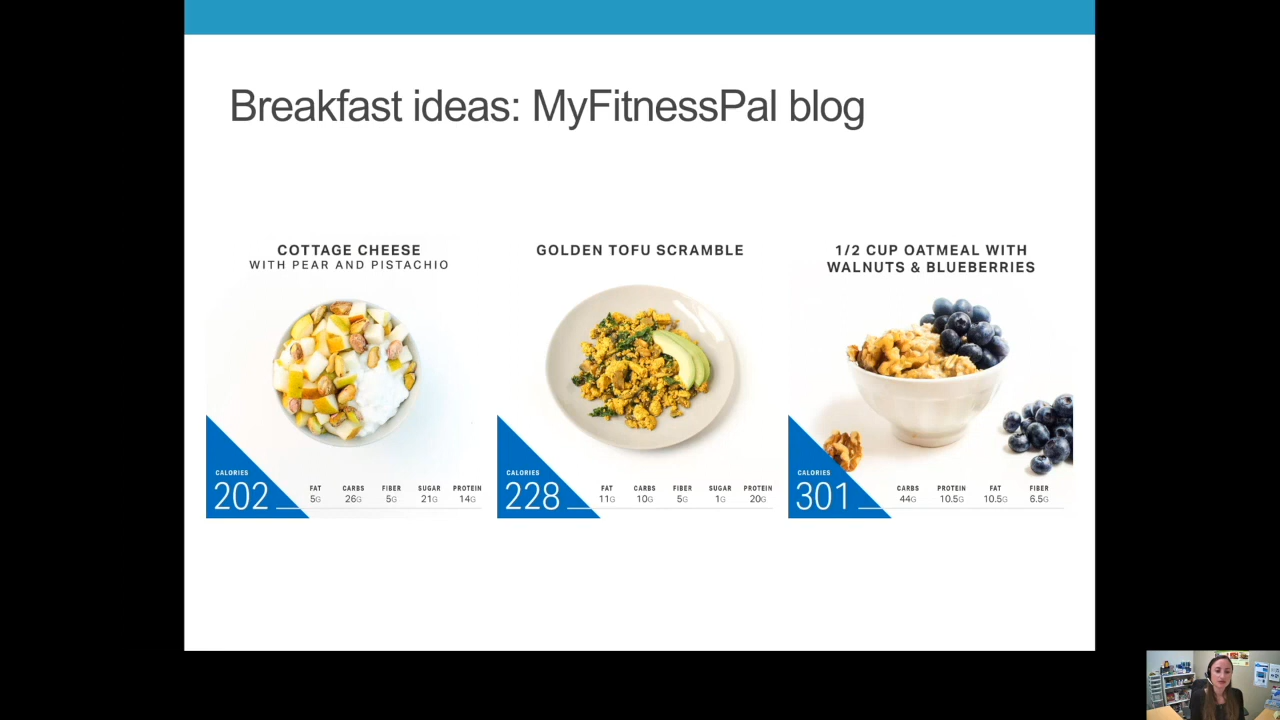 Breakfast ideas: MyFitnessPal blog
COTTAGE CHEESE
WITH PEAR AND PISTACHIO
CALORIES
202
FAT CARBS FIBER SUGAR PROTEIN
5G 26G 5G 21G 14G
GOLDEN TOFU SCRAMBLE
CALORIES
228
FAT CARBS FIBER SUGAR PROTEIN
11G 10G 5G 1G 20G
1/2 CUP OATMEAL WITH
WALNUTS & BLUEBERRIES
CALORIES
301
CARBS PROTEIN FAT FIBER
44G 10.5G 10.5G 6.5G